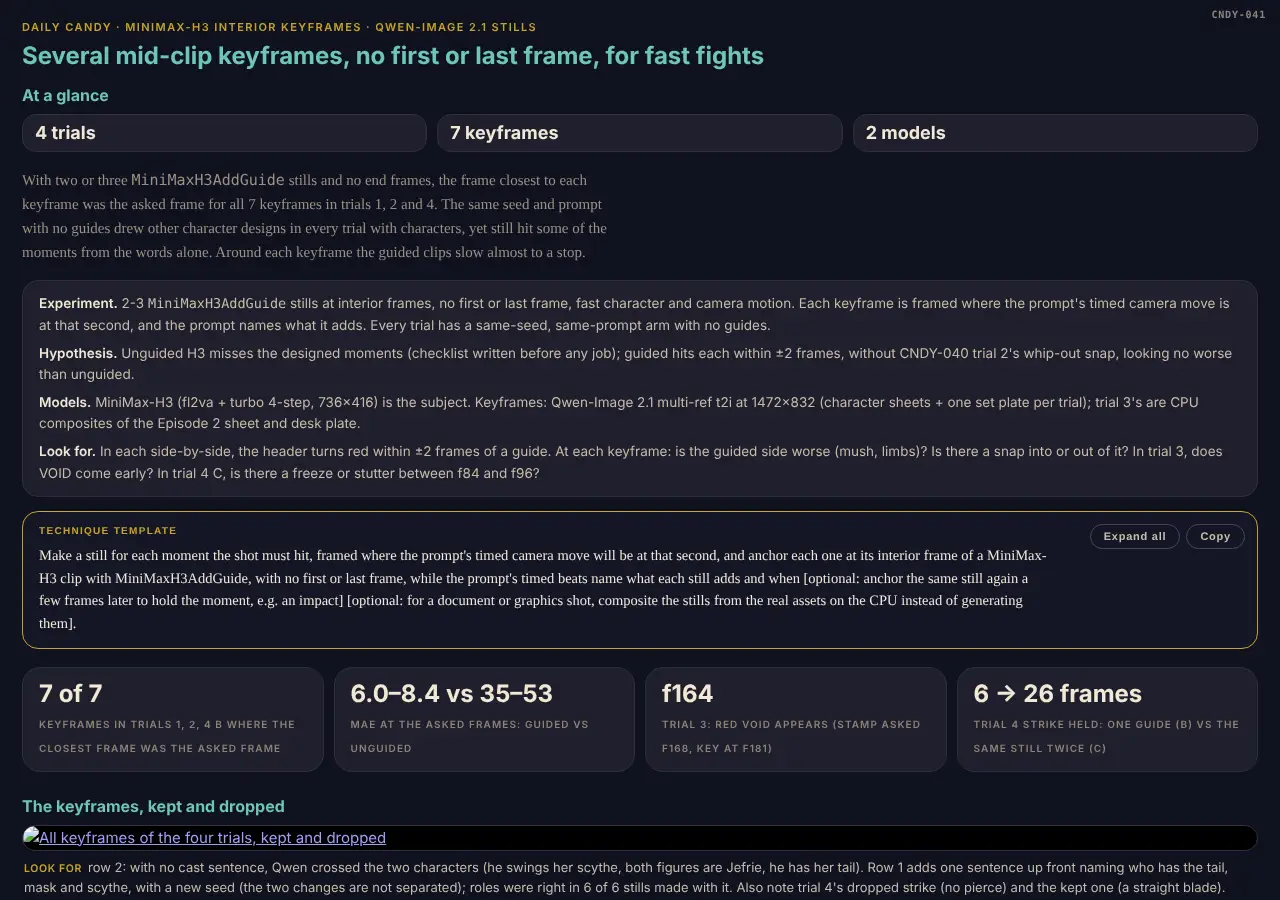 CNDY-041
DAILY CANDY · MINIMAX-H3 INTERIOR KEYFRAMES · QWEN-IMAGE 2.1 STILLS
Several mid-clip keyframes, no first or last frame, for fast fights
At a glance
4 trials
7 keyframes
2 models
With two or three MiniMaxH3AddGuide stills and no end frames, the frame closest to each
keyframe was the asked frame for all 7 keyframes in trials 1, 2 and 4. The same seed and prompt
with no guides drew other character designs in every trial with characters, yet still hit some of the
moments from the words alone. Around each keyframe the guided clips slow almost to a stop.
Experiment. 2-3 MiniMaxH3AddGuide stills at interior frames, no first or last frame, fast character and camera motion. Each keyframe is framed where the prompt's timed camera move is
at that second, and the prompt names what it adds. Every trial has a same-seed, same-prompt arm with no guides.
Hypothesis. Unguided H3 misses the designed moments (checklist written before any job); guided hits each within ±2 frames, without CNDY-040 trial 2's whip-out snap, looking no worse
than unguided.
Models. MiniMax-H3 (fl2va + turbo 4-step, 736×416) is the subject. Keyframes: Qwen-Image 2.1 multi-ref t2i at 1472×832 (character sheets + one set plate per trial); trial 3's are CPU
composites of the Episode 2 sheet and desk plate.
Look for. In each side-by-side, the header turns red within ±2 frames of a guide. At each keyframe: is the guided side worse (mush, limbs)? Is there a snap into or out of it? In trial 3, does
VOID come early? In trial 4 C, is there a freeze or stutter between f84 and f96?
TECHNIQUE TEMPLATE
Expand all
Copy
Make a still for each moment the shot must hit, framed where the prompt's timed camera move will be at that second, and anchor each one at its interior frame of a MiniMax-
H3 clip with MiniMaxH3AddGuide, with no first or last frame, while the prompt's timed beats name what each still adds and when [optional: anchor the same still again a
few frames later to hold the moment, e.g. an impact] [optional: for a document or graphics shot, composite the stills from the real assets on the CPU instead of generating
them].
7 of 7
KEYFRAMES IN TRIALS 1, 2, 4 B WHERE THE
CLOSEST FRAME WAS THE ASKED FRAME
6.0–8.4 vs 35–53
MAE AT THE ASKED FRAMES: GUIDED VS
UNGUIDED
f164
TRIAL 3: RED VOID APPEARS (STAMP ASKED
F168, KEY AT F181)
6 → 26 frames
TRIAL 4 STRIKE HELD: ONE GUIDE (B) VS THE
SAME STILL TWICE (C)
The keyframes, kept and dropped
All keyframes of the four trials, kept and dropped
LOOK FOR row 2: with no cast sentence, Qwen crossed the two characters (he swings her scythe, both figures are Jefrie, he has her tail). Row 1 adds one sentence up front naming who has the tail,
mask and scythe, with a new seed (the two changes are not separated); roles were right in 6 of 6 stills made with it. Also note trial 4's dropped strike (no pierce) and the kept one (a straight blade).